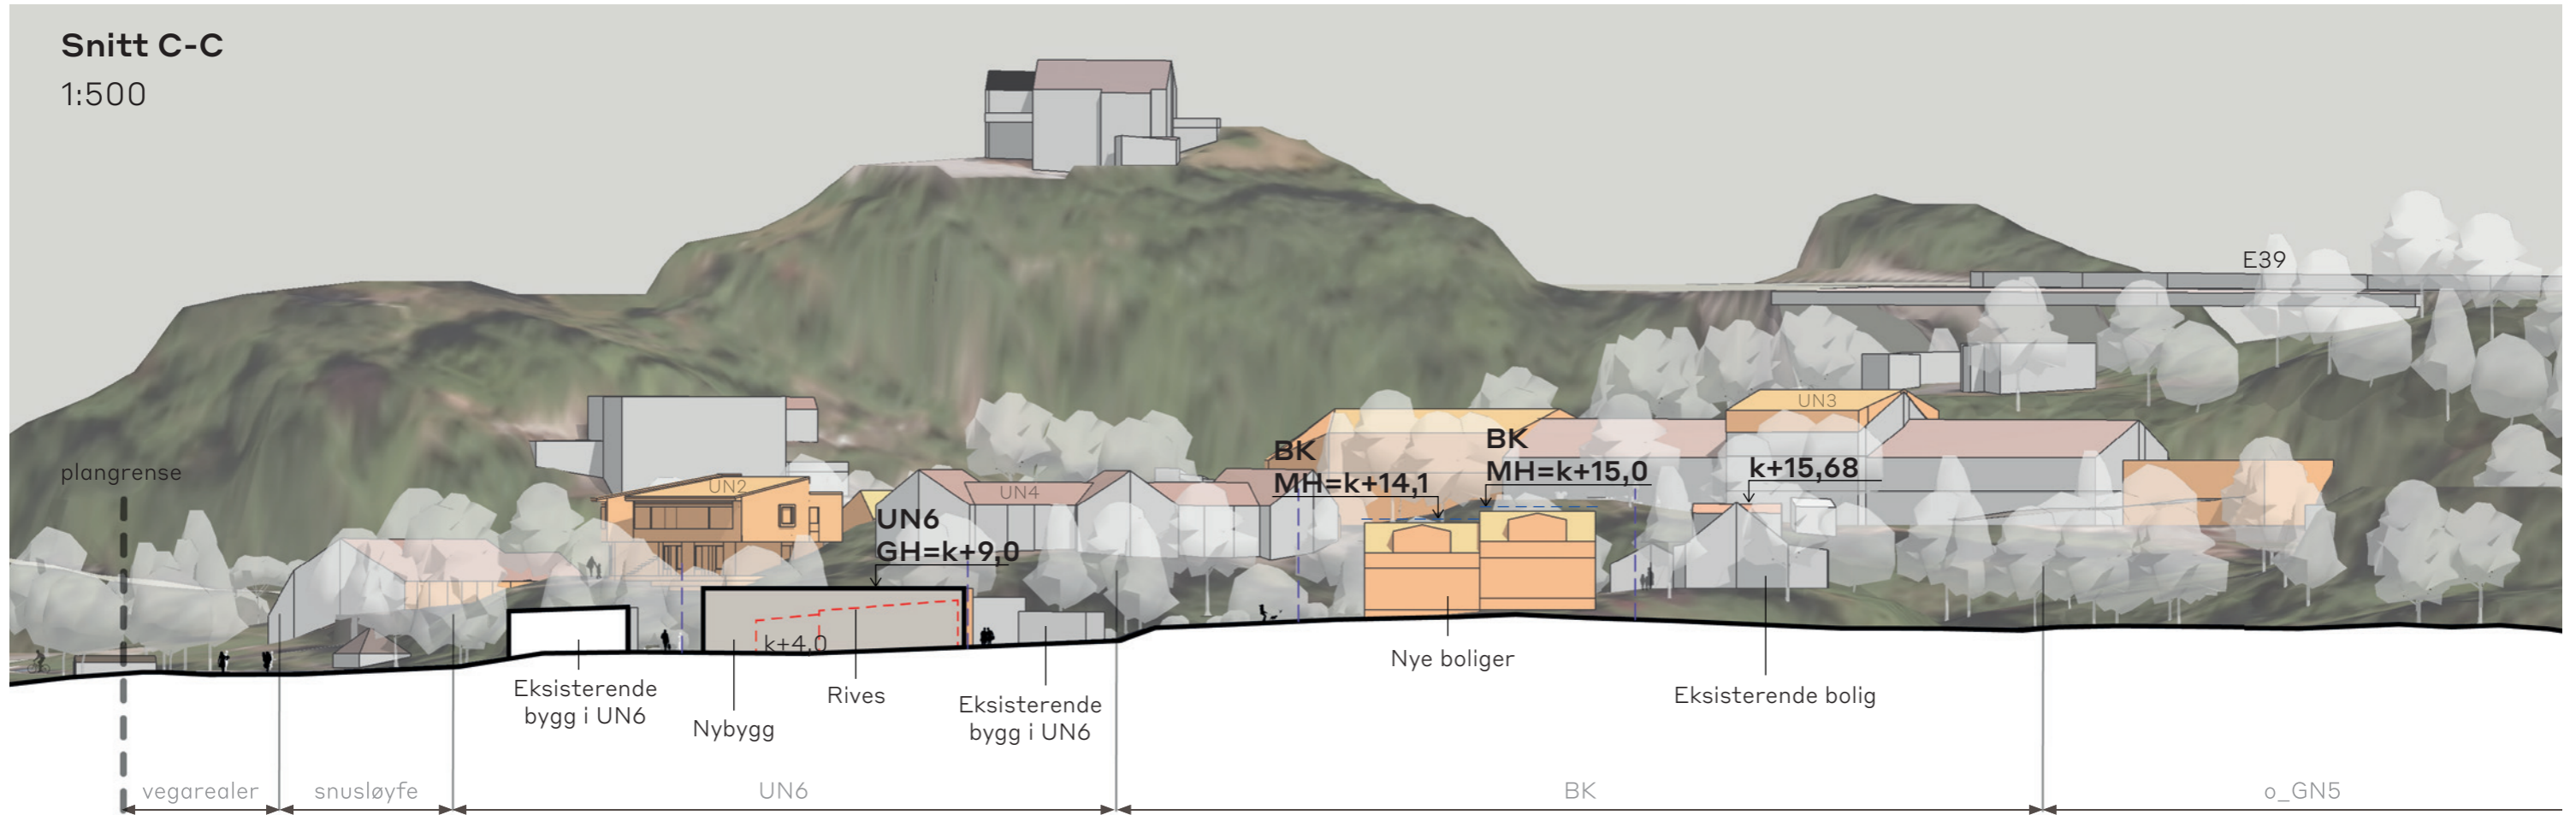 Snitt C-C
1:500
E39
UN3
BK
MH=k+14,1
BK
MH=k+15,0
k+15,68
plangrense
UN2
UN4
UN6
GH=k+9,0
k+4,0
Eksisterende
bygg i UN6
Nybygg
Rives
Eksisterende
bygg i UN6
Nye boliger
Eksisterende bolig
vegarealer
snusløyfe
UN6
BK
o_GN5